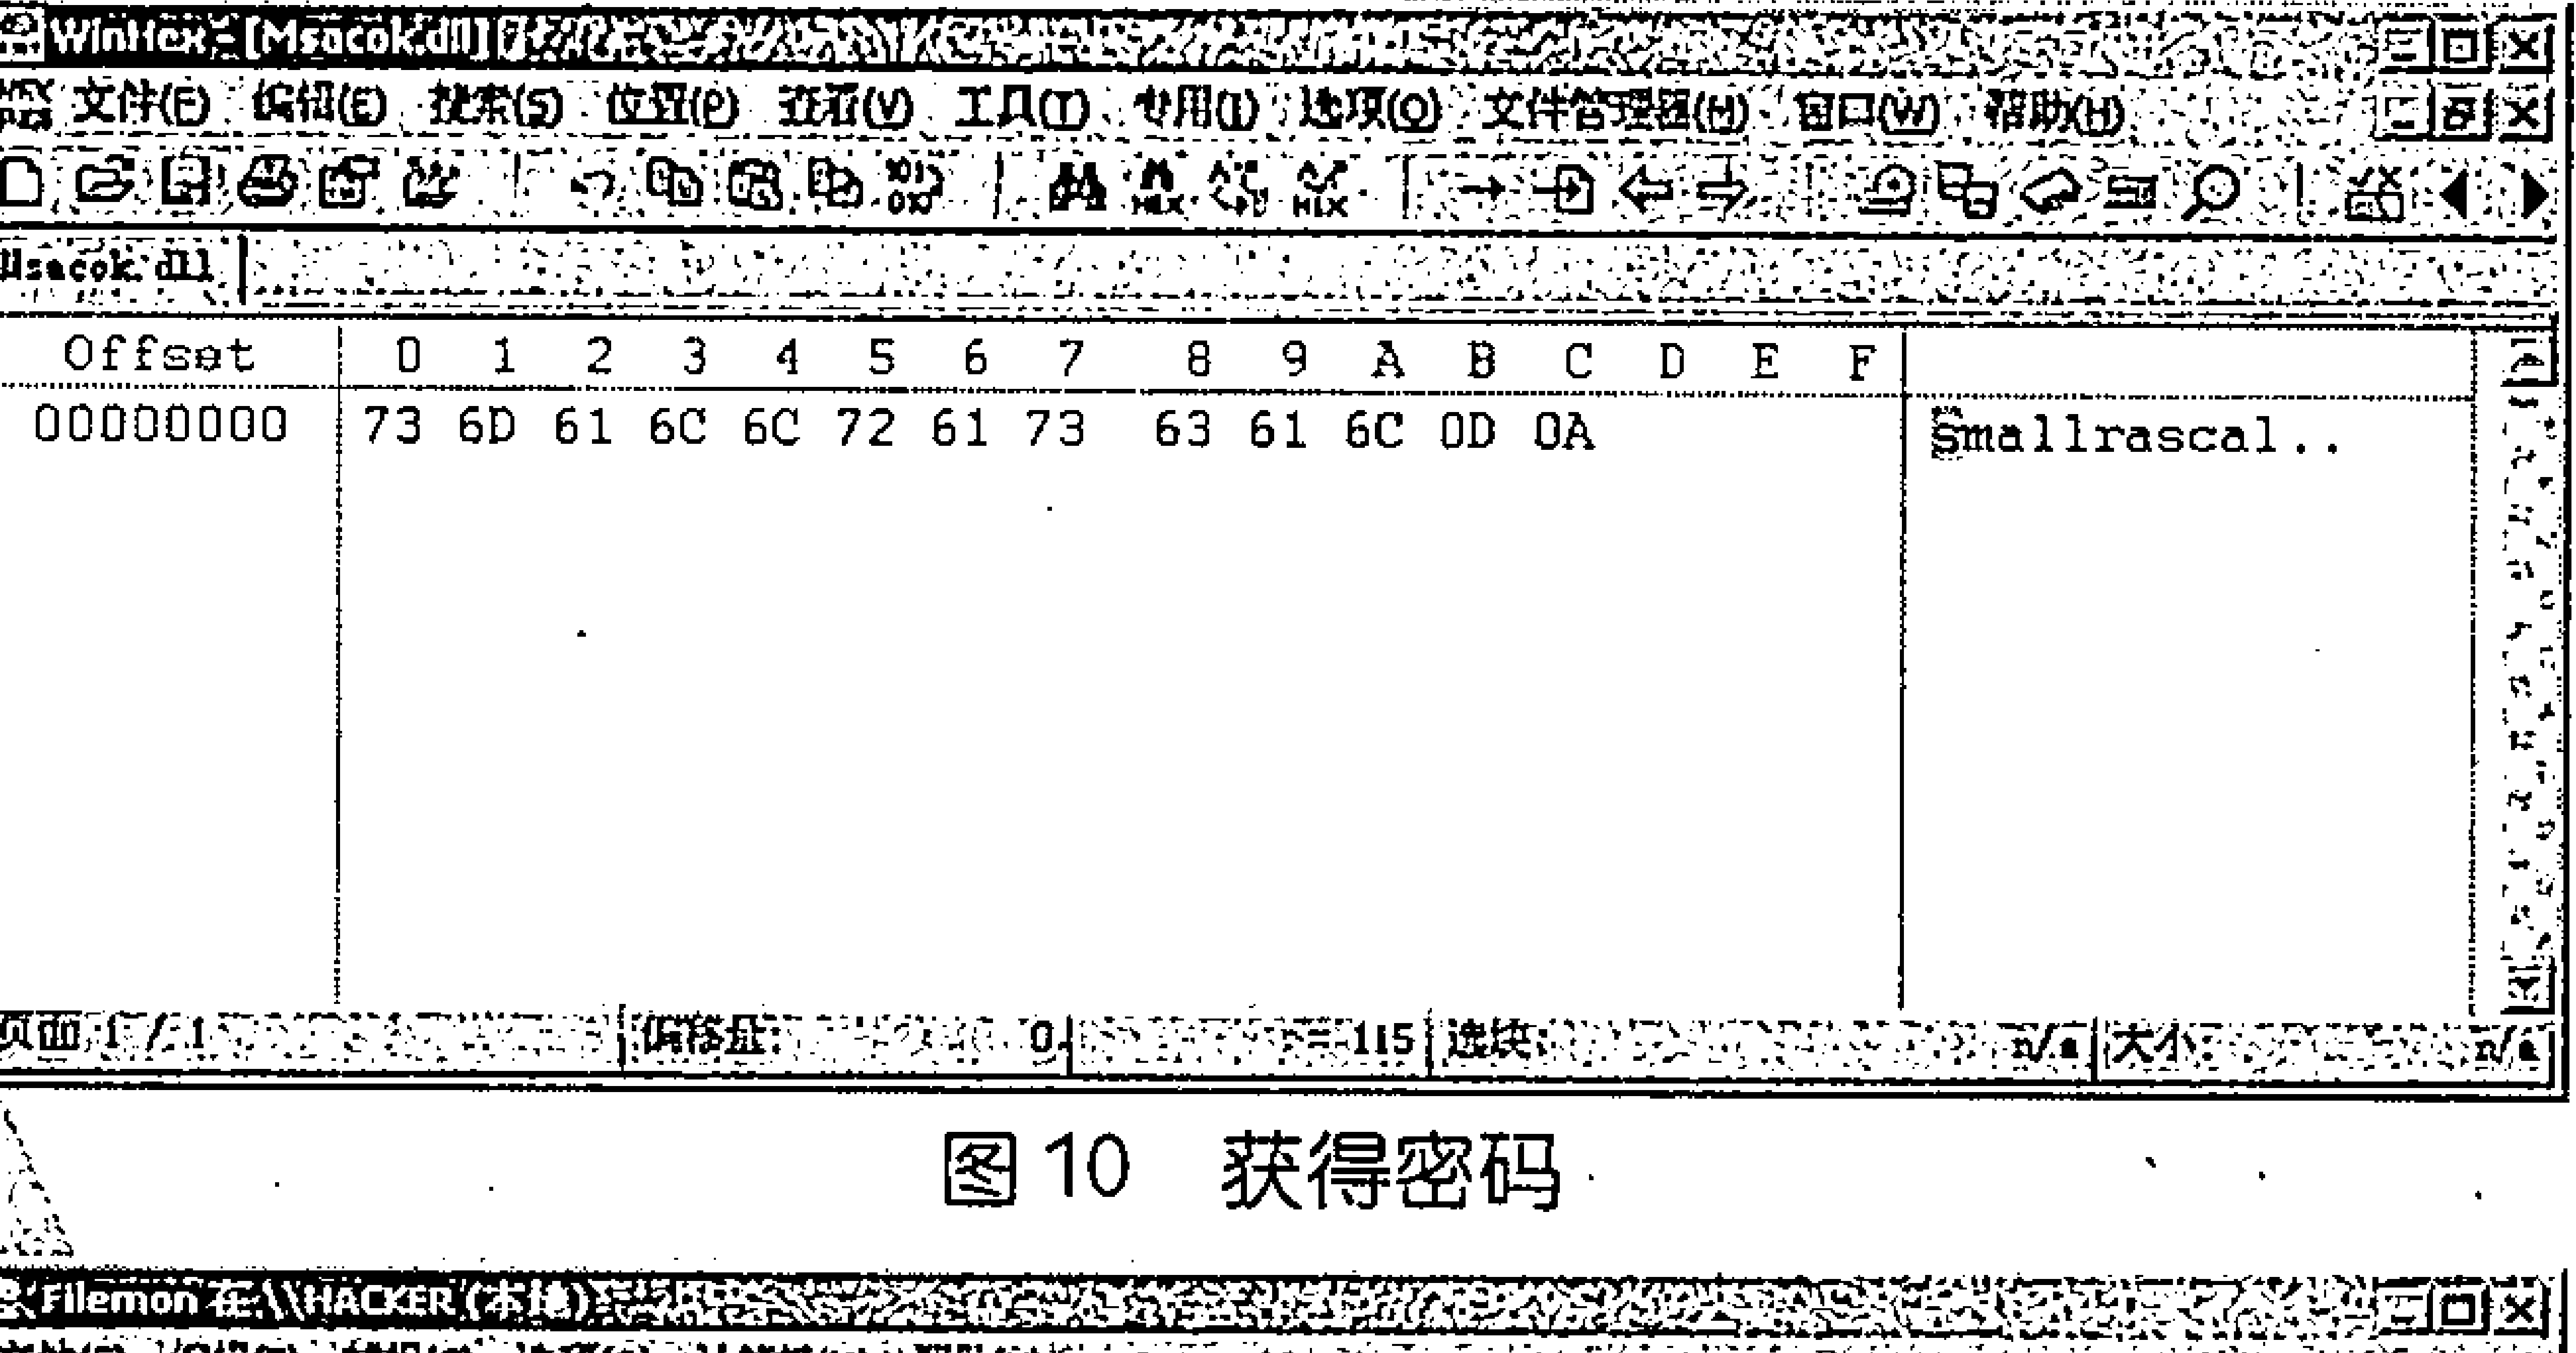 WinHex - [Msacok.dll]
文件(F) 编辑(E) 搜索(S) 位置(P) 查看(V) 工具(T) 专用(I) 选项(O) 文件管理器(M) 窗口(W) 帮助(H)
Msacok.dll
Offset 0 1 2 3 4 5 6 7 8 9 A B C D E F
00000000 73 6D 61 6C 6C 72 61 73 63 61 6C 0D 0A smallrascal..
页面 1 / 1 偏移量: 0 = 115 选块: n/a 大小: n/a
图 10 获得密码
Filemon 在 \\HACKER (本地)